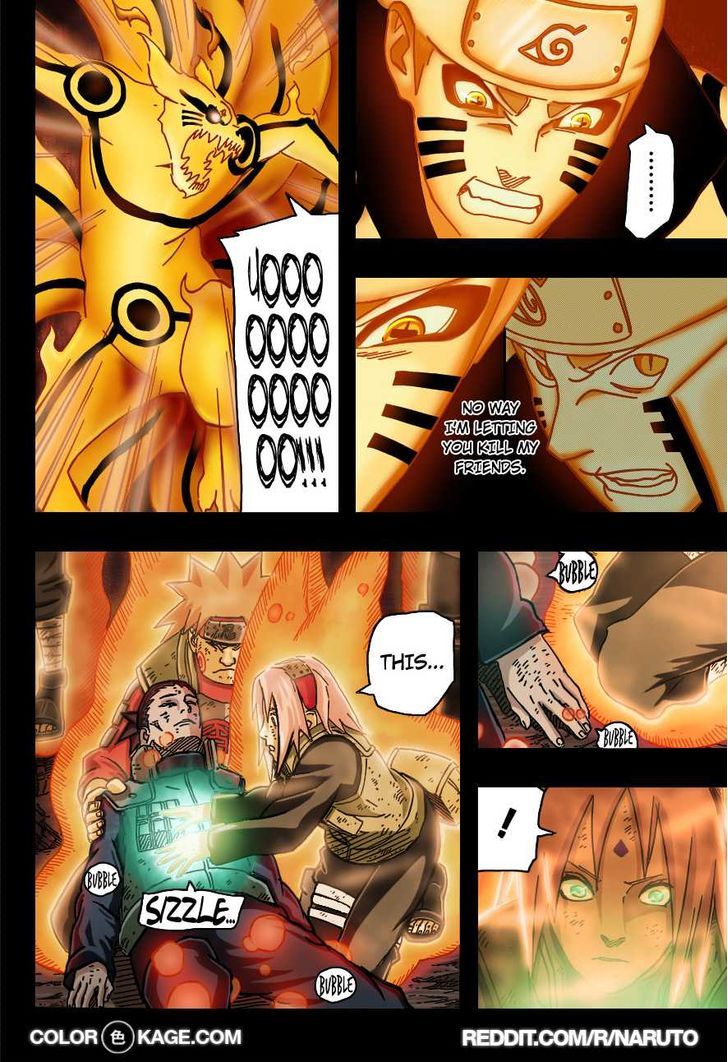 UOOO
OOOO
OOOO
OO!!!
........
NO WAY
I'M LETTING
YOU KILL MY
FRIENDS.
THIS...
BUBBLE
SIZZLE...
BUBBLE
BUBBLE
BUBBLE
!
COLOR 色 KAGE.COM
REDDIT.COM/R/NARUTO